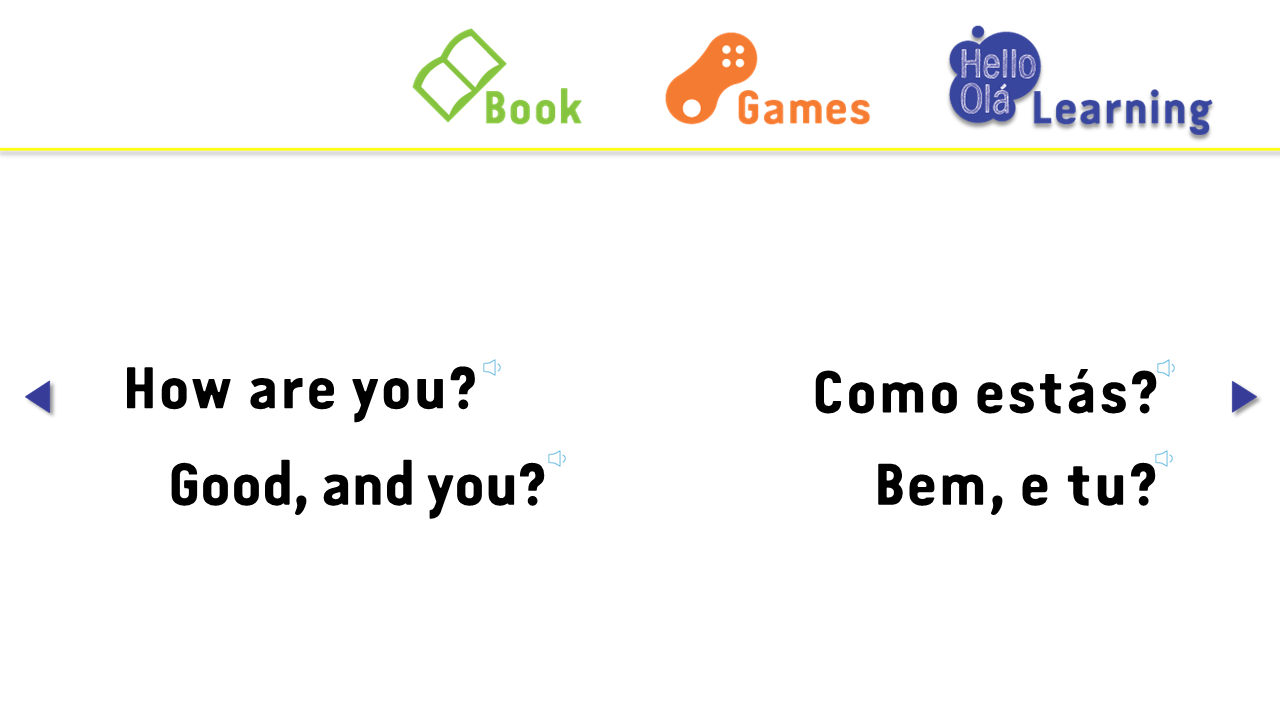 Book
Games
Hello
Olá
Learning
How are you?
Como estás?
Good, and you?
Bem, e tu?